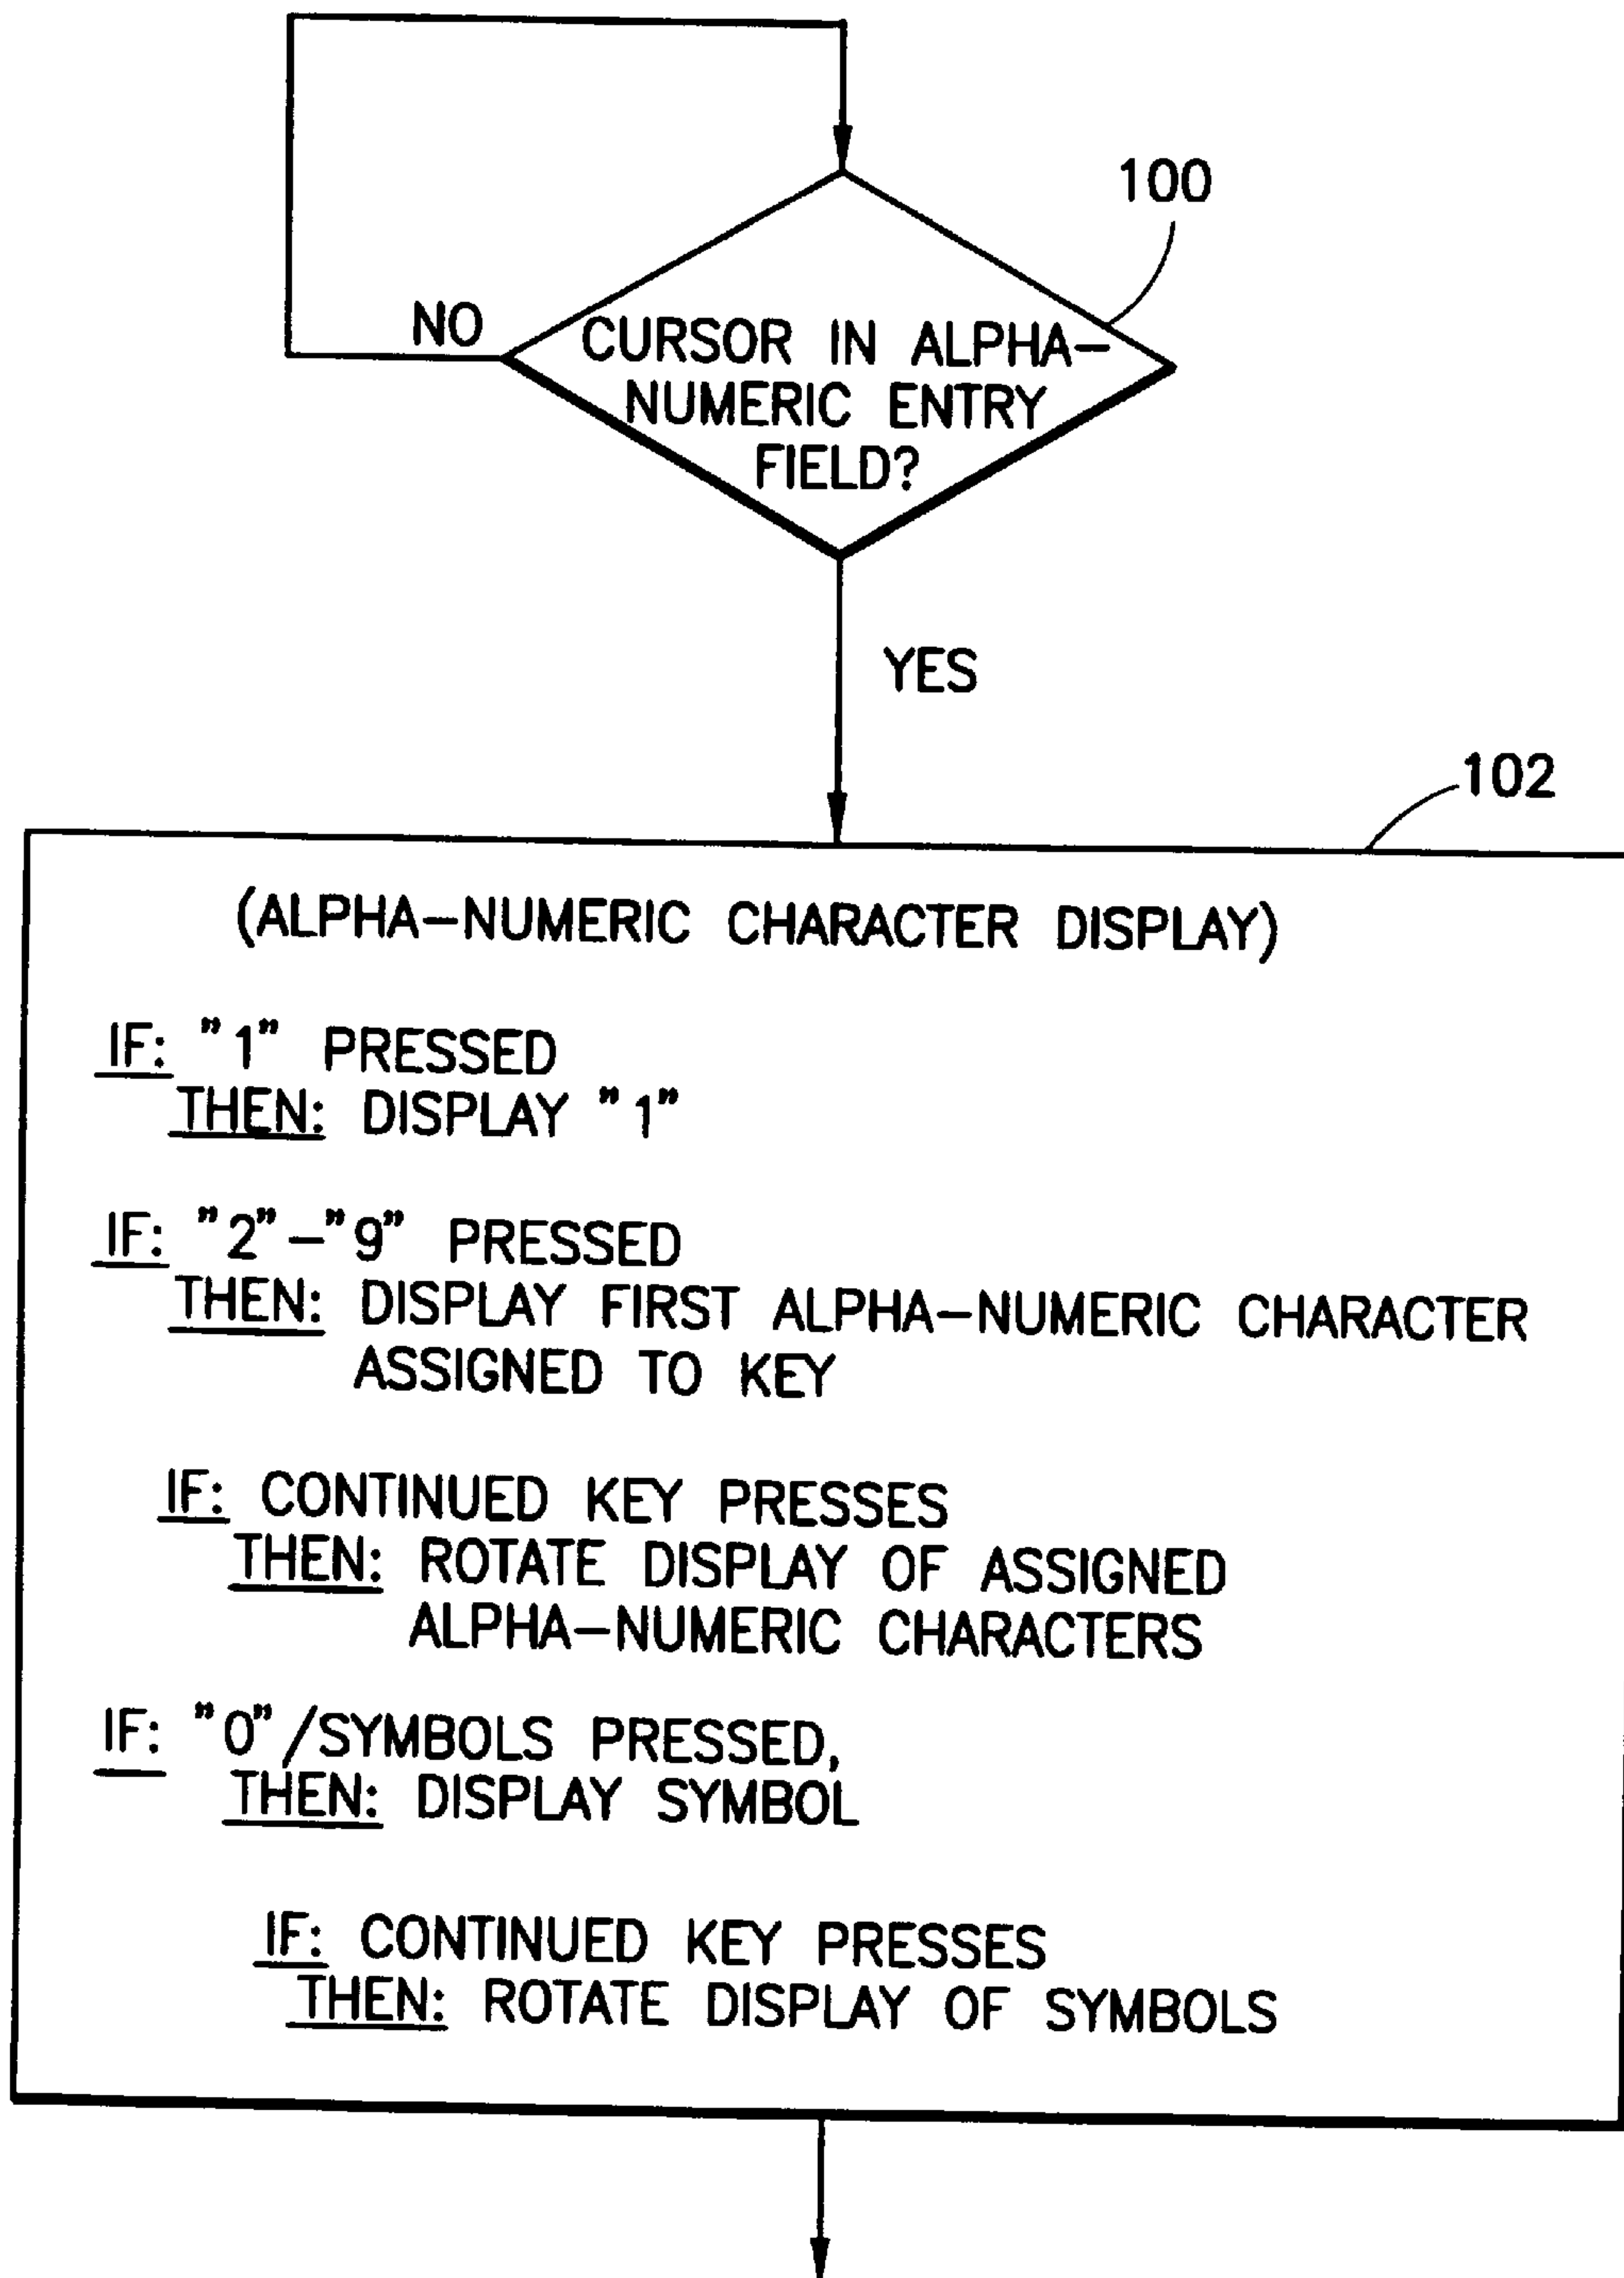 100
NO
CURSOR IN ALPHA-
NUMERIC ENTRY
FIELD?
YES
102
(ALPHA-NUMERIC CHARACTER DISPLAY)
IF: "1" PRESSED
THEN: DISPLAY "1"
IF: "2"-"9" PRESSED
THEN: DISPLAY FIRST ALPHA-NUMERIC CHARACTER
ASSIGNED TO KEY
IF: CONTINUED KEY PRESSES
THEN: ROTATE DISPLAY OF ASSIGNED
ALPHA-NUMERIC CHARACTERS
IF: "0"/SYMBOLS PRESSED,
THEN: DISPLAY SYMBOL
IF: CONTINUED KEY PRESSES
THEN: ROTATE DISPLAY OF SYMBOLS